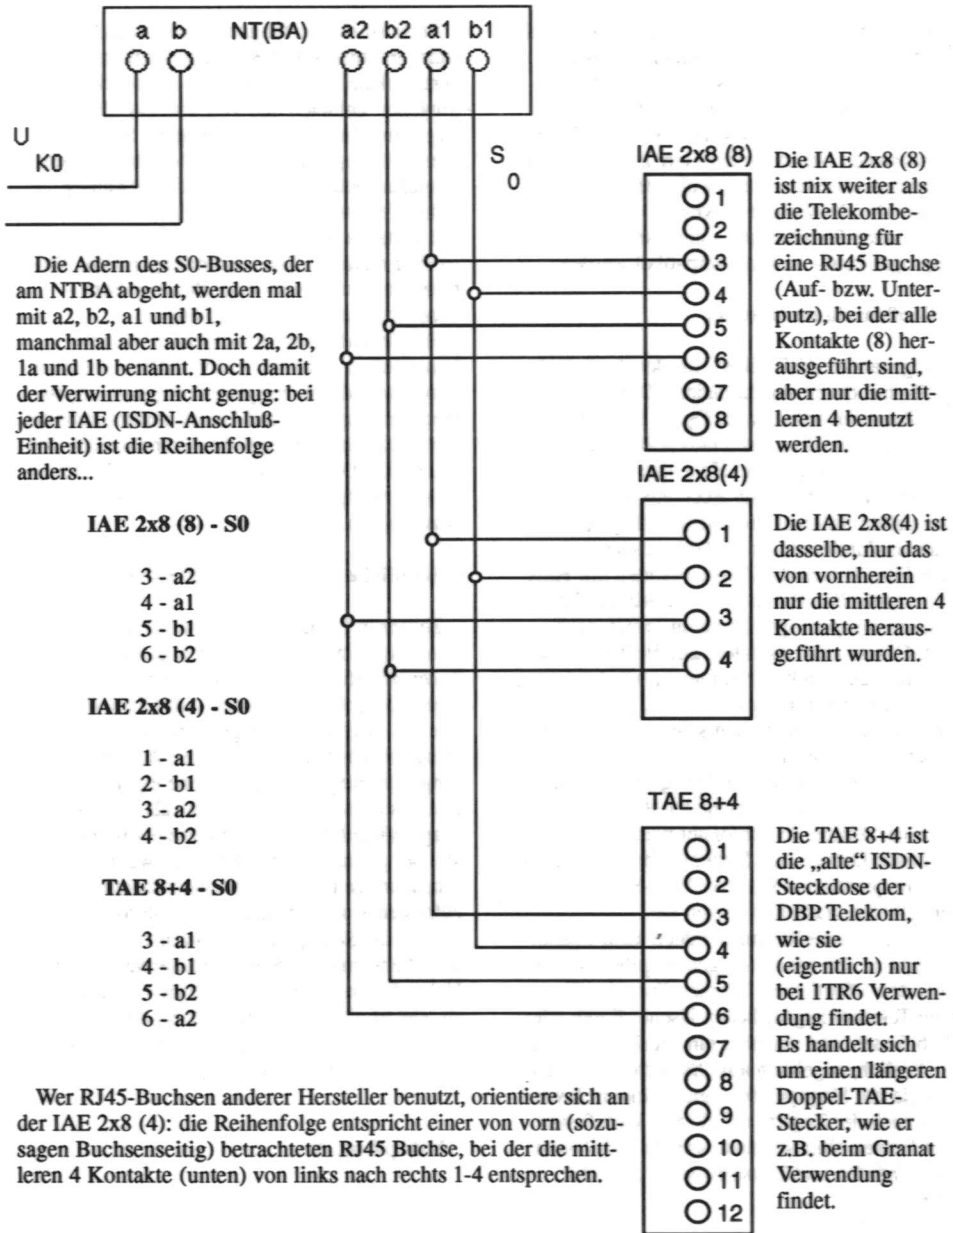 a b NT(BA) a2 b2 a1 b1
U
K0
S
0
Die Adern des S0-Busses, der
am NTBA abgeht, werden mal
mit a2, b2, a1 und b1,
manchmal aber auch mit 2a, 2b,
1a und 1b benannt. Doch damit
der Verwirrung nicht genug: bei
jeder IAE (ISDN-Anschluß-
Einheit) ist die Reihenfolge
anders...
IAE 2x8 (8) - S0
3 - a2
4 - a1
5 - b1
6 - b2
IAE 2x8 (4) - S0
1 - a1
2 - b1
3 - a2
4 - b2
TAE 8+4 - S0
3 - a1
4 - b1
5 - b2
6 - a2
IAE 2x8 (8)
1
2
3
4
5
6
7
8
Die IAE 2x8 (8)
ist nix weiter als
die Telekombe-
zeichnung für
eine RJ45 Buchse
(Auf- bzw. Unter-
putz), bei der alle
Kontakte (8) her-
ausgeführt sind,
aber nur die mitt-
leren 4 benutzt
werden.
IAE 2x8(4)
1
2
3
4
Die IAE 2x8(4) ist
dasselbe, nur das
von vornherein
nur die mittleren 4
Kontakte heraus-
geführt wurden.
TAE 8+4
1
2
3
4
5
6
7
8
9
10
11
12
Die TAE 8+4 ist
die „alte“ ISDN-
Steckdose der
DBP Telekom,
wie sie
(eigentlich) nur
bei 1TR6 Verwen-
dung findet.
Es handelt sich
um einen längeren
Doppel-TAE-
Stecker, wie er
z.B. beim Granat
Verwendung
findet.
Wer RJ45-Buchsen anderer Hersteller benutzt, orientiere sich an
der IAE 2x8 (4): die Reihenfolge entspricht einer von vorn (sozu-
sagen Buchsenseitig) betrachteten RJ45 Buchse, bei der die mitt-
leren 4 Kontakte (unten) von links nach rechts 1-4 entsprechen.